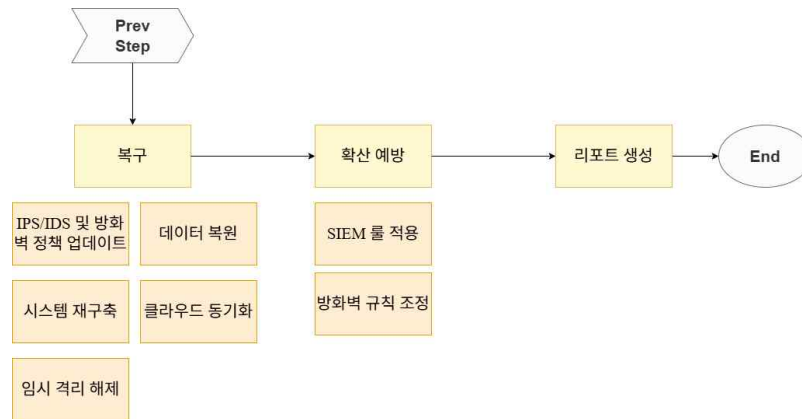 Prev
Step
복구
확산 예방
리포트 생성
End
IPS/IDS 및 방화
벽 정책 업데이트
데이터 복원
SIEM 룰 적용
시스템 재구축
클라우드 동기화
방화벽 규칙 조정
임시 격리 해제